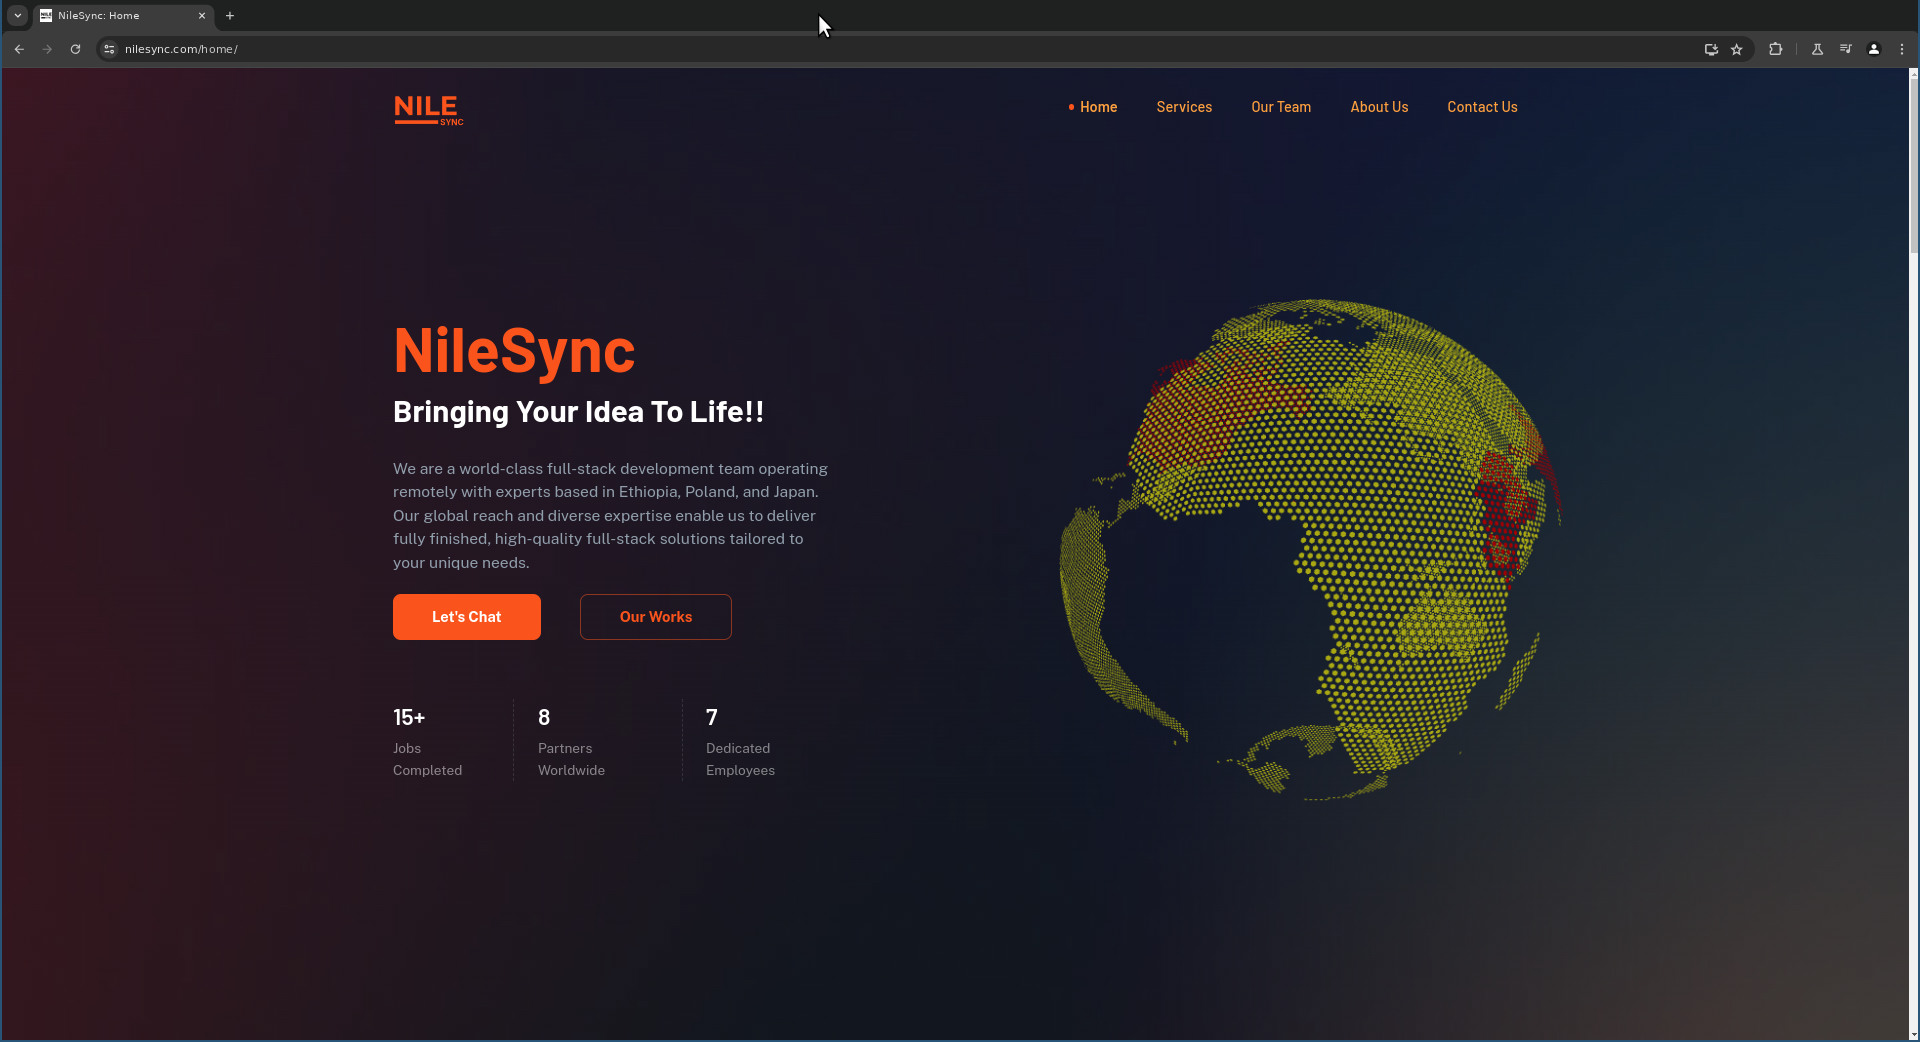 NileSync: Home
nilesync.com/home/
NILE
SYNC
Home
Services
Our Team
About Us
Contact Us
NileSync
Bringing Your Idea To Life!!
We are a world-class full-stack development team operating
remotely with experts based in Ethiopia, Poland, and Japan.
Our global reach and diverse expertise enable us to deliver
fully finished, high-quality full-stack solutions tailored to
your unique needs.
Let's Chat
Our Works
15+
Jobs
Completed
8
Partners
Worldwide
7
Dedicated
Employees